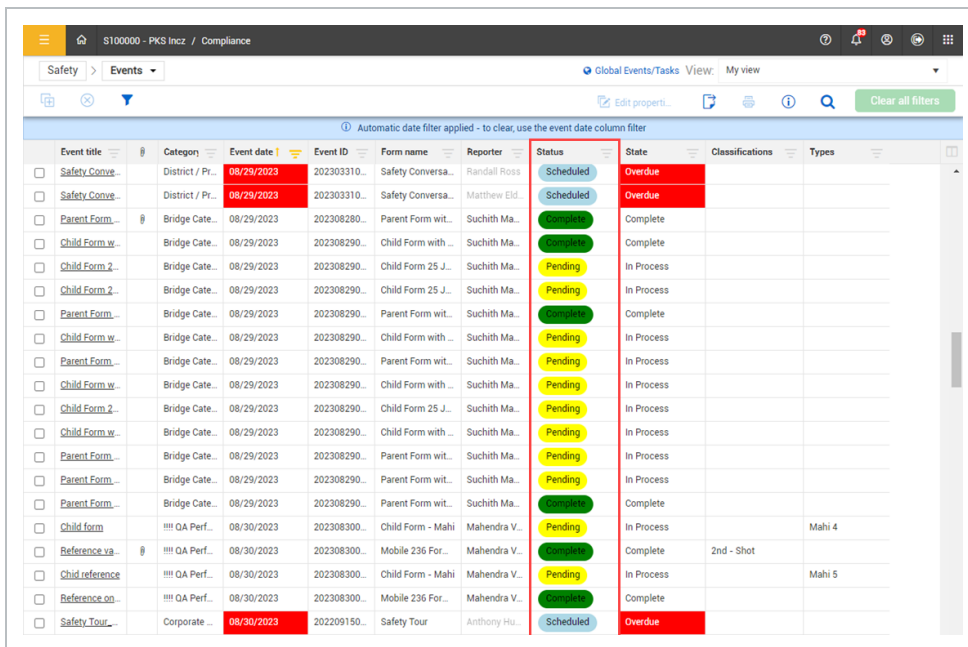 S100000 - PKS Incz / Compliance
83
Safety > Events
Global Events/Tasks View: My view
Edit properti...
Clear all filters
Automatic date filter applied - to clear, use the event date column filter
Event title Category Event date Event ID Form name Reporter Status State Classifications Types
Safety Conve... District / Pr... 08/29/2023 202303310... Safety Conversa... Randall Ross Scheduled Overdue
Safety Conve... District / Pr... 08/29/2023 202303310... Safety Conversa... Matthew Eld... Scheduled Overdue
Parent Form ... Bridge Cate... 08/29/2023 202308280... Parent Form wit... Suchith Ma... Complete Complete
Child Form w... Bridge Cate... 08/29/2023 202308290... Child Form with ... Suchith Ma... Complete Complete
Child Form 2... Bridge Cate... 08/29/2023 202308290... Child Form 25 J... Suchith Ma... Pending In Process
Child Form 2... Bridge Cate... 08/29/2023 202308290... Child Form 25 J... Suchith Ma... Pending In Process
Parent Form ... Bridge Cate... 08/29/2023 202308290... Parent Form wit... Suchith Ma... Complete Complete
Child Form w... Bridge Cate... 08/29/2023 202308290... Child Form with ... Suchith Ma... Pending In Process
Parent Form ... Bridge Cate... 08/29/2023 202308290... Parent Form wit... Suchith Ma... Pending In Process
Child Form w... Bridge Cate... 08/29/2023 202308290... Child Form with ... Suchith Ma... Pending In Process
Child Form 2... Bridge Cate... 08/29/2023 202308290... Child Form 25 J... Suchith Ma... Pending In Process
Child Form w... Bridge Cate... 08/29/2023 202308290... Child Form with ... Suchith Ma... Pending In Process
Parent Form ... Bridge Cate... 08/29/2023 202308290... Parent Form wit... Suchith Ma... Pending In Process
Parent Form ... Bridge Cate... 08/29/2023 202308290... Parent Form wit... Suchith Ma... Pending In Process
Parent Form ... Bridge Cate... 08/29/2023 202308290... Parent Form wit... Suchith Ma... Complete Complete
Child form !!!! QA Perf... 08/30/2023 202308300... Child Form - Mahi Mahendra V... Pending In Process Mahi 4
Reference va... !!!! QA Perf... 08/30/2023 202308300... Mobile 236 For... Mahendra V... Complete Complete 2nd - Shot
Chid reference !!!! QA Perf... 08/30/2023 202308300... Child Form - Mahi Mahendra V... Pending In Process Mahi 5
Reference on... !!!! QA Perf... 08/30/2023 202308300... Mobile 236 For... Mahendra V... Complete Complete
Safety Tour_... Corporate ... 08/30/2023 202209150... Safety Tour Anthony Hu... Scheduled Overdue